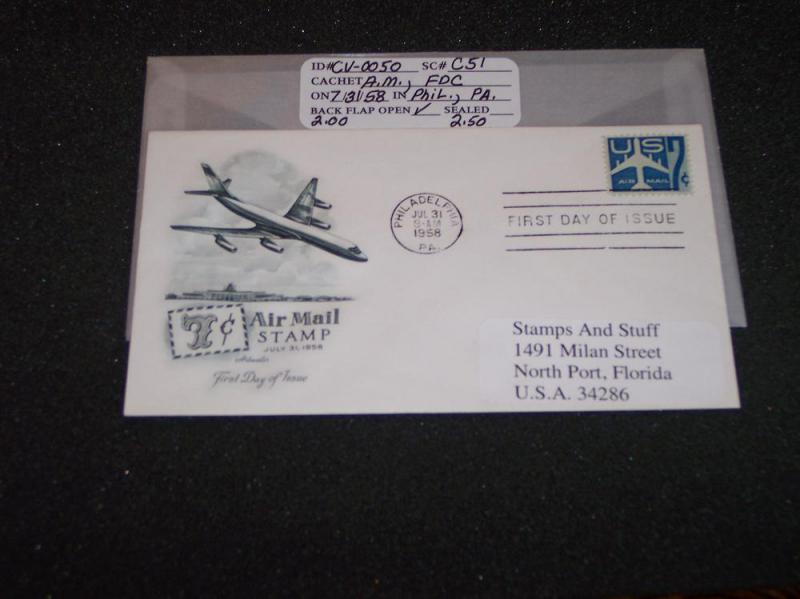 ID# CV-0050 SC# C51
CACHET A.M., FDC
ON 7/31/58 IN PHIL., PA.
BACK FLAP OPEN ✓ SEALED
2.00 2.50
US
7¢
AIR MAIL
PHILADELPHIA
JUL 31
9-AM
1958
PA.
FIRST DAY OF ISSUE
7¢ Air Mail
STAMP
JULY 31, 1958
Artmaster
First Day of Issue
Stamps And Stuff
1491 Milan Street
North Port, Florida
U.S.A. 34286